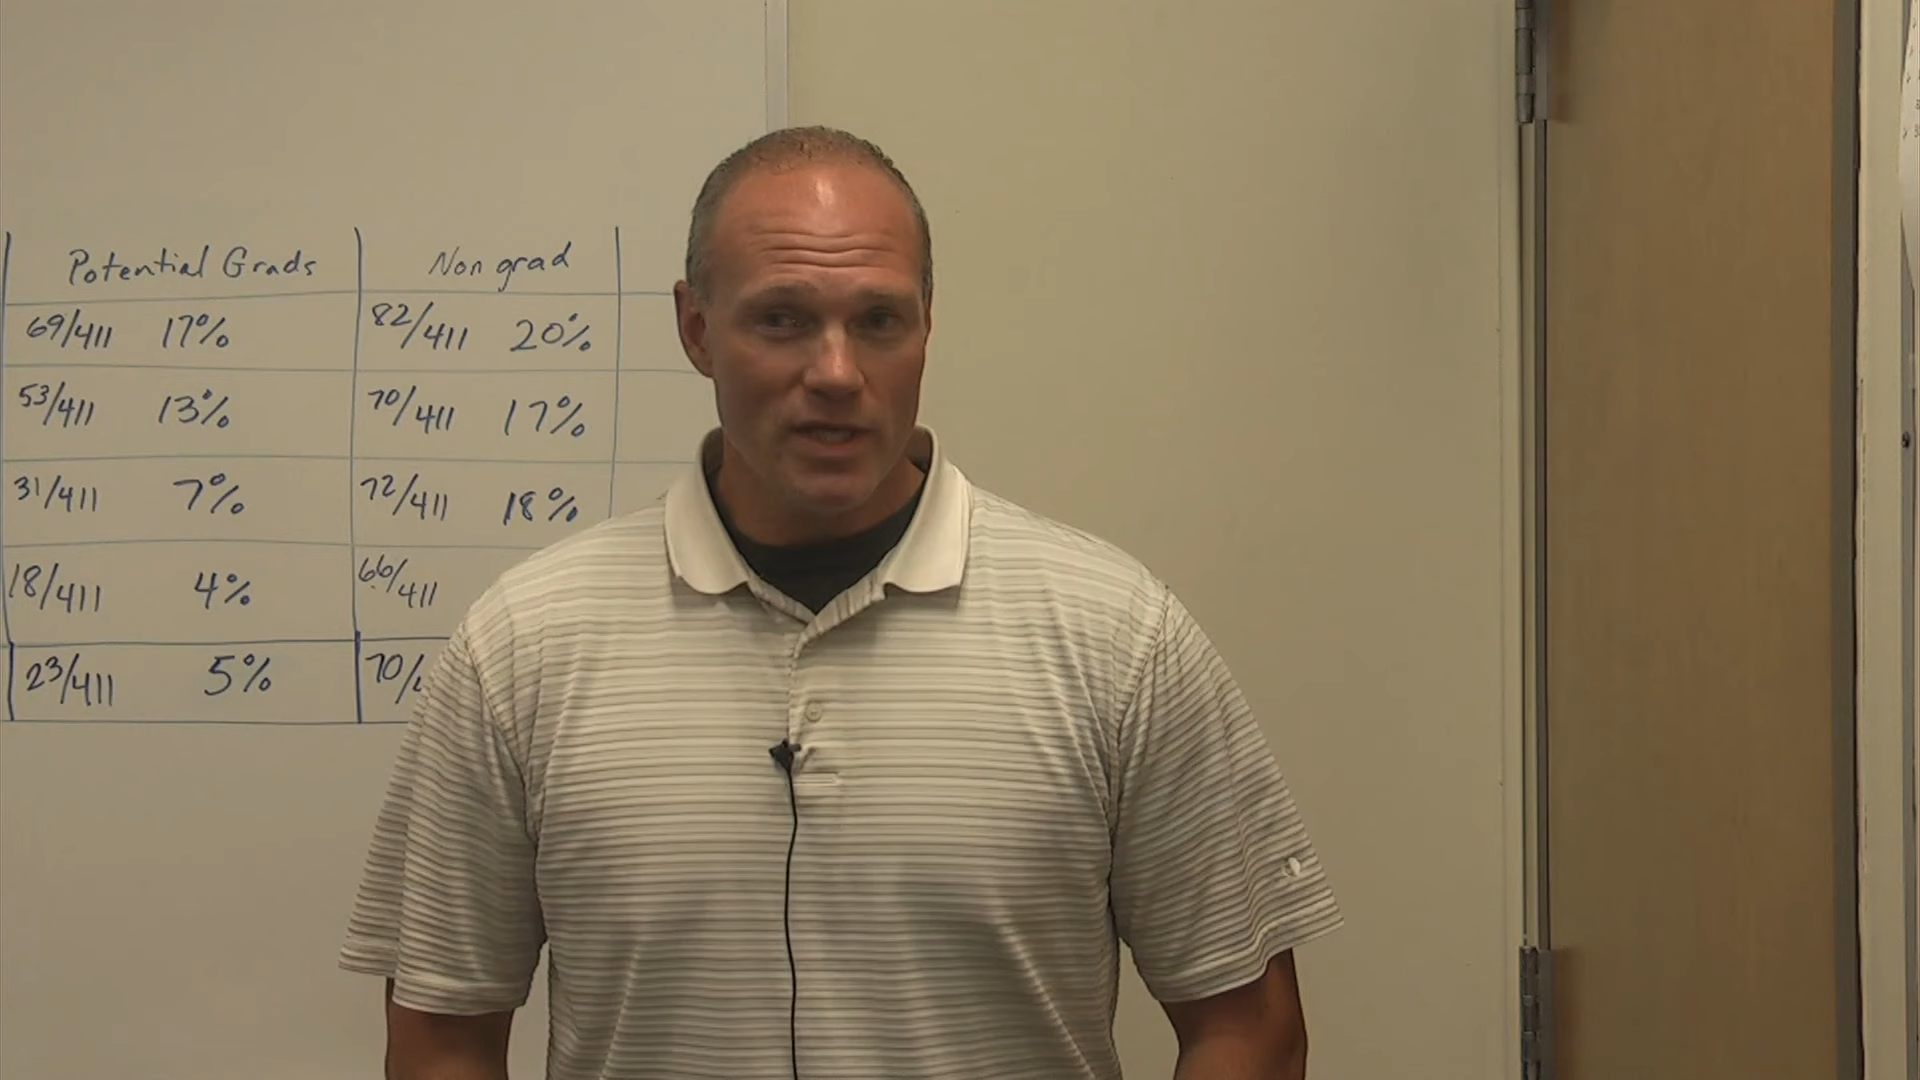 Potential Grads Non grad
69/411 17% 82/411 20%
53/411 13% 70/411 17%
31/411 7% 72/411 18%
18/411 4% 66/411
23/411 5% 70/